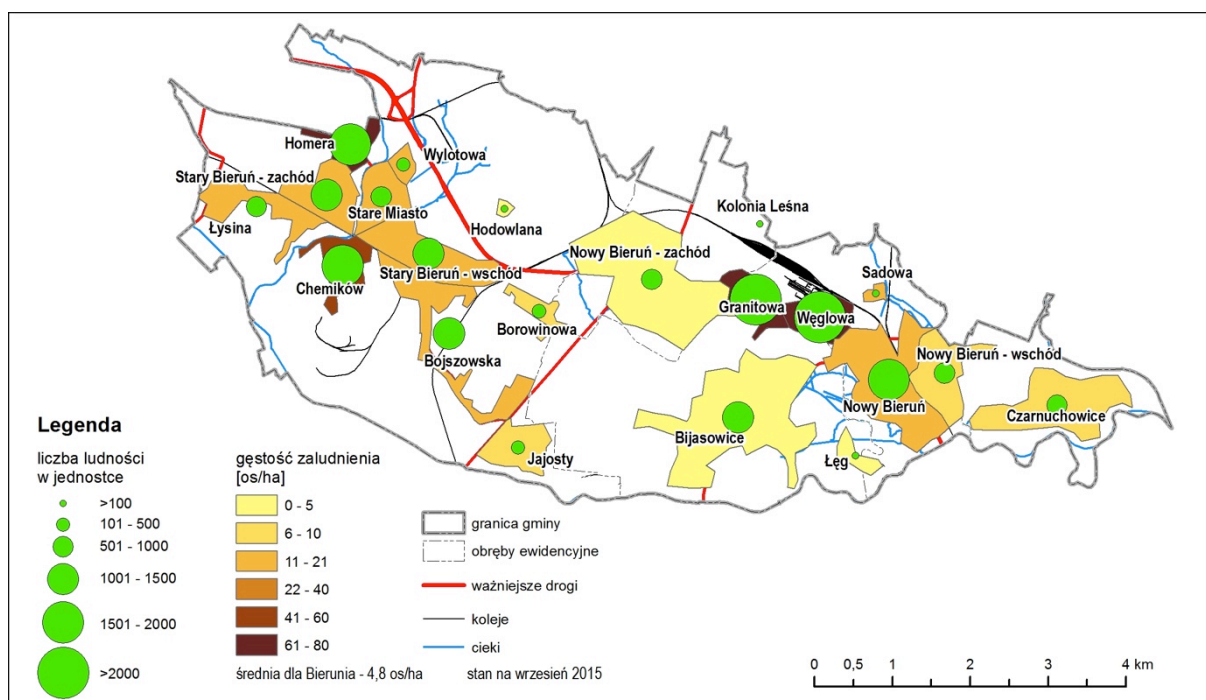 Homera
Wylotowa
Stary Bieruń - zachód
Stare Miasto
Łysina
Hodowlana
Kolonia Leśna
Stary Bieruń - wschód
Nowy Bieruń - zachód
Sadowa
Chemików
Granitowa
Węglowa
Borowinowa
Bojszowska
Nowy Bieruń - wschód
Nowy Bieruń
Czarnuchowice
Bijasowice
Jajosty
Łęg
Legenda
liczba ludności
w jednostce
>100
101 - 500
501 - 1000
1001 - 1500
1501 - 2000
>2000
gęstość zaludnienia
[os/ha]
0 - 5
6 - 10
11 - 21
22 - 40
41 - 60
61 - 80
granica gminy
obręby ewidencyjne
ważniejsze drogi
koleje
cieki
średnia dla Bierunia - 4,8 os/ha
stan na wrzesień 2015
0 0,5 1 2 3 4 km